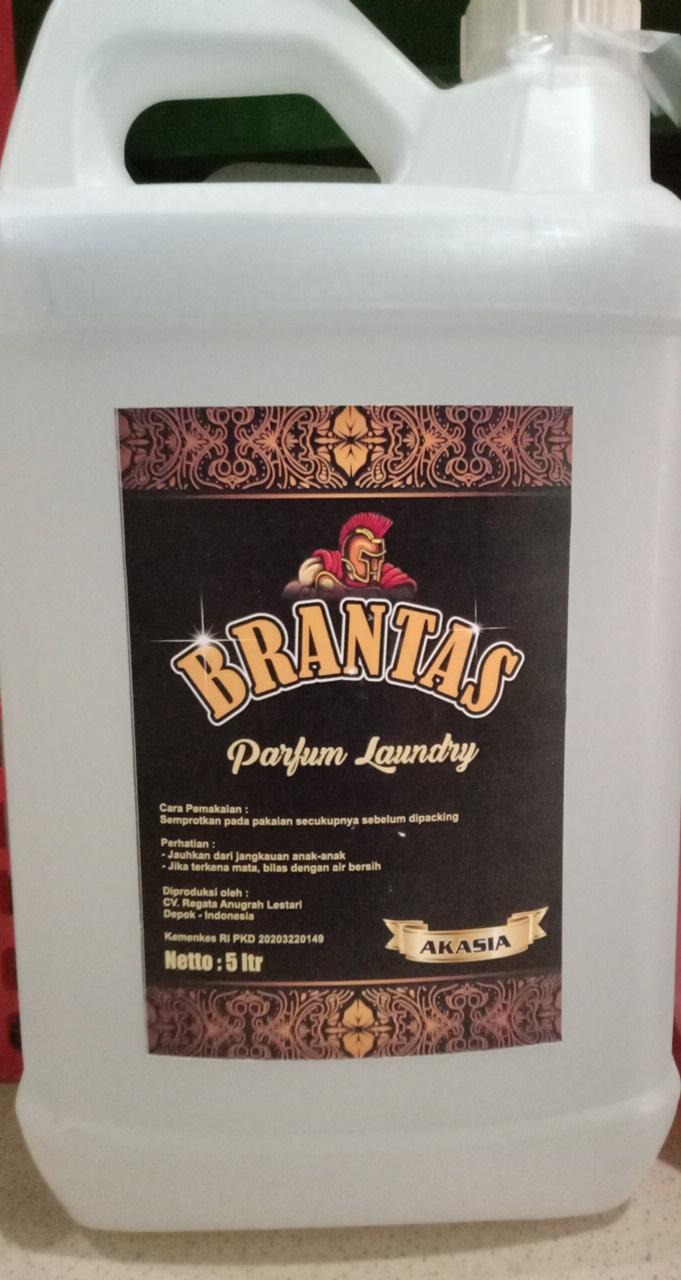 BRANTAS
Parfum Laundry
Cara Pemakaian :
Semprotkan pada pakaian secukupnya sebelum dipacking
Perhatian :
- Jauhkan dari jangkauan anak-anak
- Jika terkena mata, bilas dengan air bersih
Diproduksi oleh :
CV. Regata Anugrah Lestari
Depok - Indonesia
Kemenkes RI PKD 20203220149
Netto : 5 ltr
AKASIA